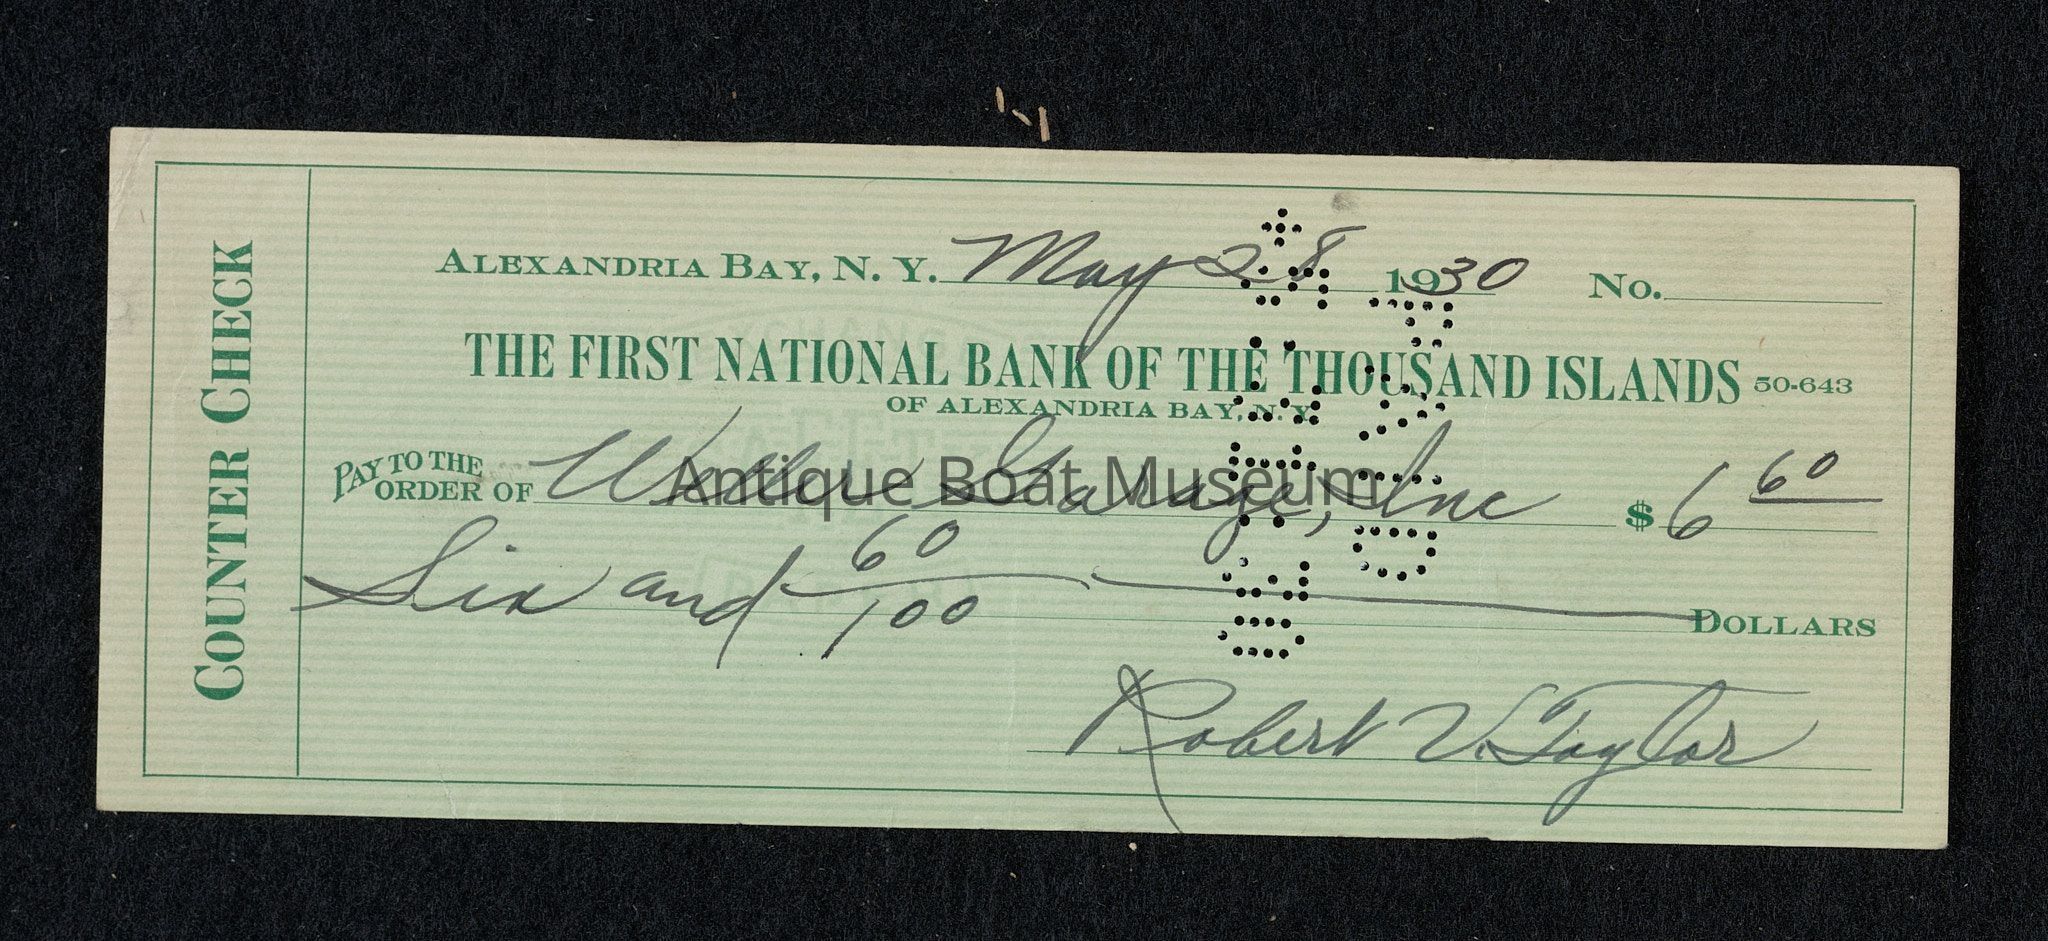 COUNTER CHECK
ALEXANDRIA BAY, N. Y. May 28 1930 No.
THE FIRST NATIONAL BANK OF THE THOUSAND ISLANDS 50-643
OF ALEXANDRIA BAY, N. Y.
PAY TO THE ORDER OF Garage, Inc $ 6 60
Antique Boat Museum
Six and 60/100 DOLLARS
Robert V. Taylor